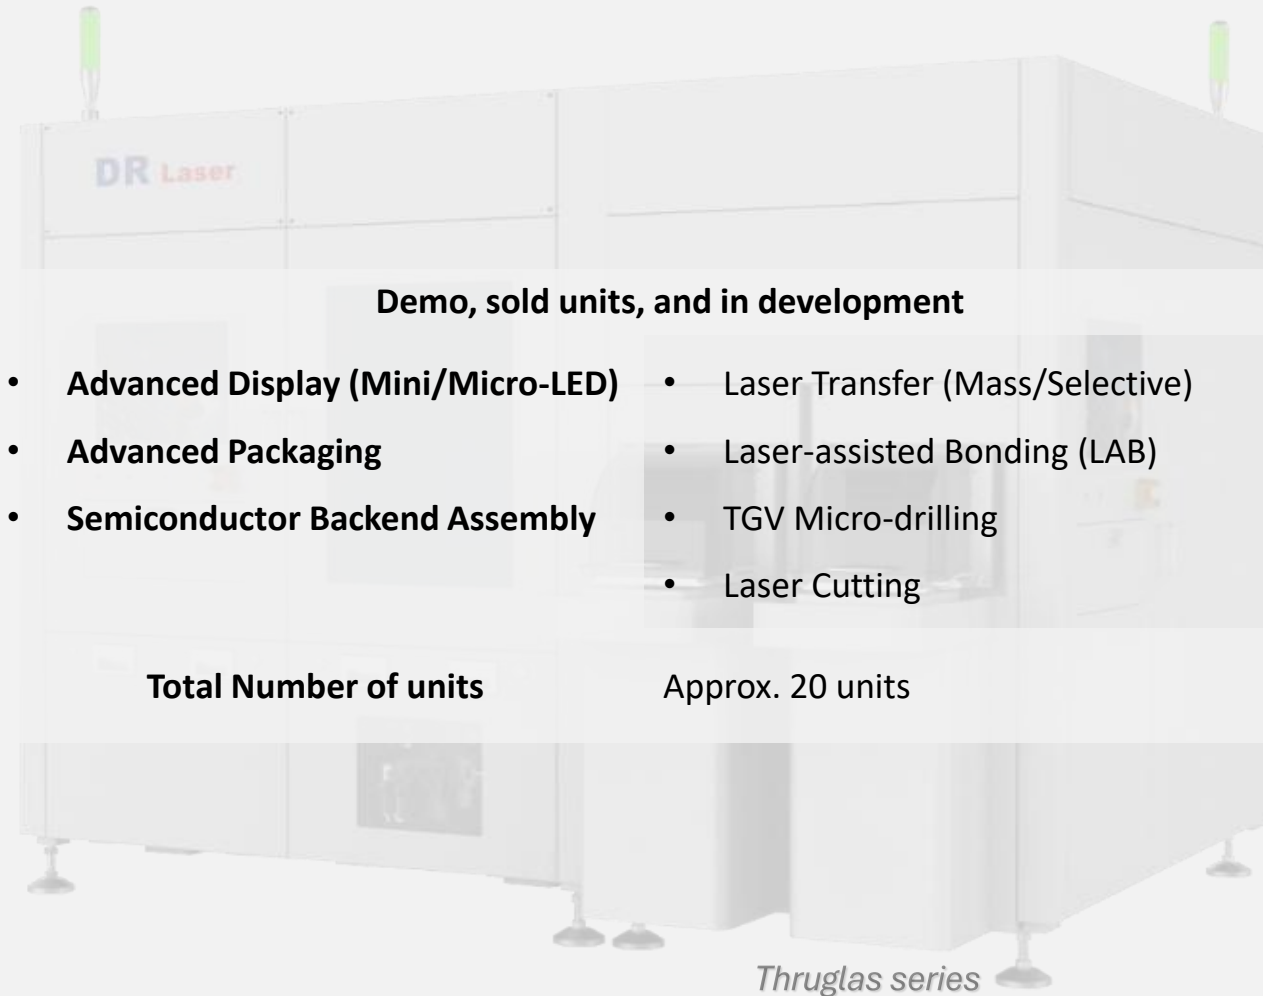 DR Laser
Demo, sold units, and in development
• Advanced Display (Mini/Micro-LED)
• Advanced Packaging
• Semiconductor Backend Assembly
• Laser Transfer (Mass/Selective)
• Laser-assisted Bonding (LAB)
• TGV Micro-drilling
• Laser Cutting
Total Number of units
Approx. 20 units
Thruglas series